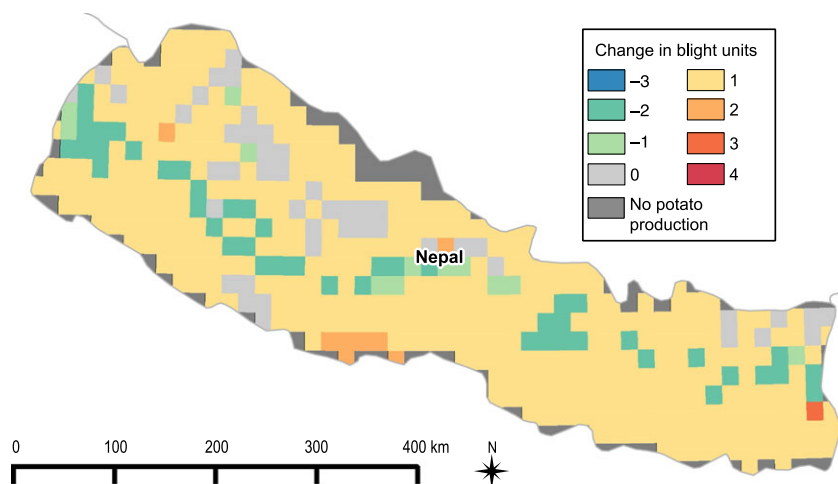 Change in blight units
−3 1
−2 2
−1 3
0 4
No potato
production
Nepal
0 100 200 300 400 km
N